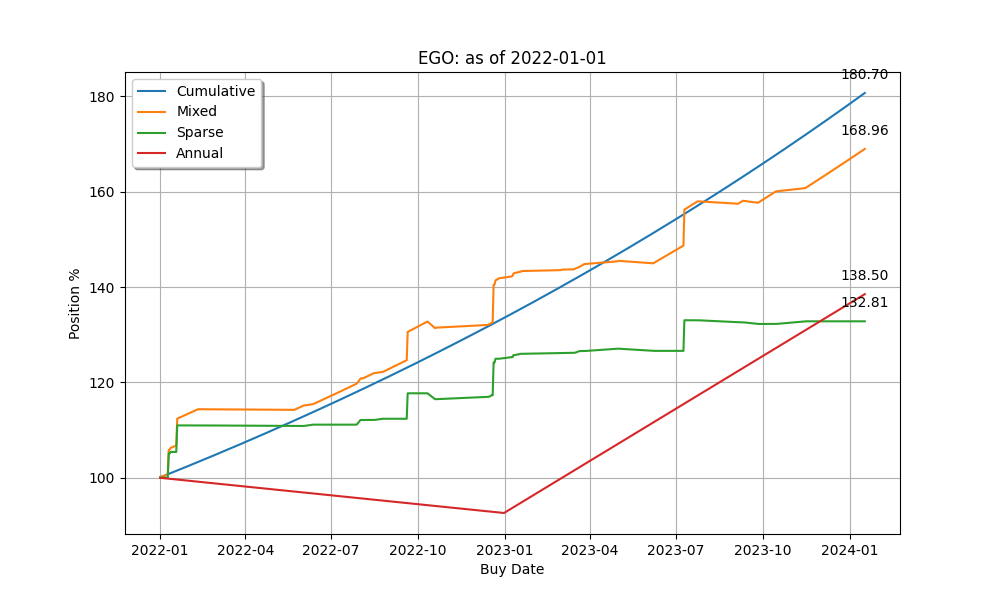 EGO: as of 2022-01-01
Cumulative
Mixed
Sparse
Annual
180.70
168.96
138.50
132.81
180
160
140
120
100
Position %
2022-01 2022-04 2022-07 2022-10 2023-01 2023-04 2023-07 2023-10 2024-01
Buy Date